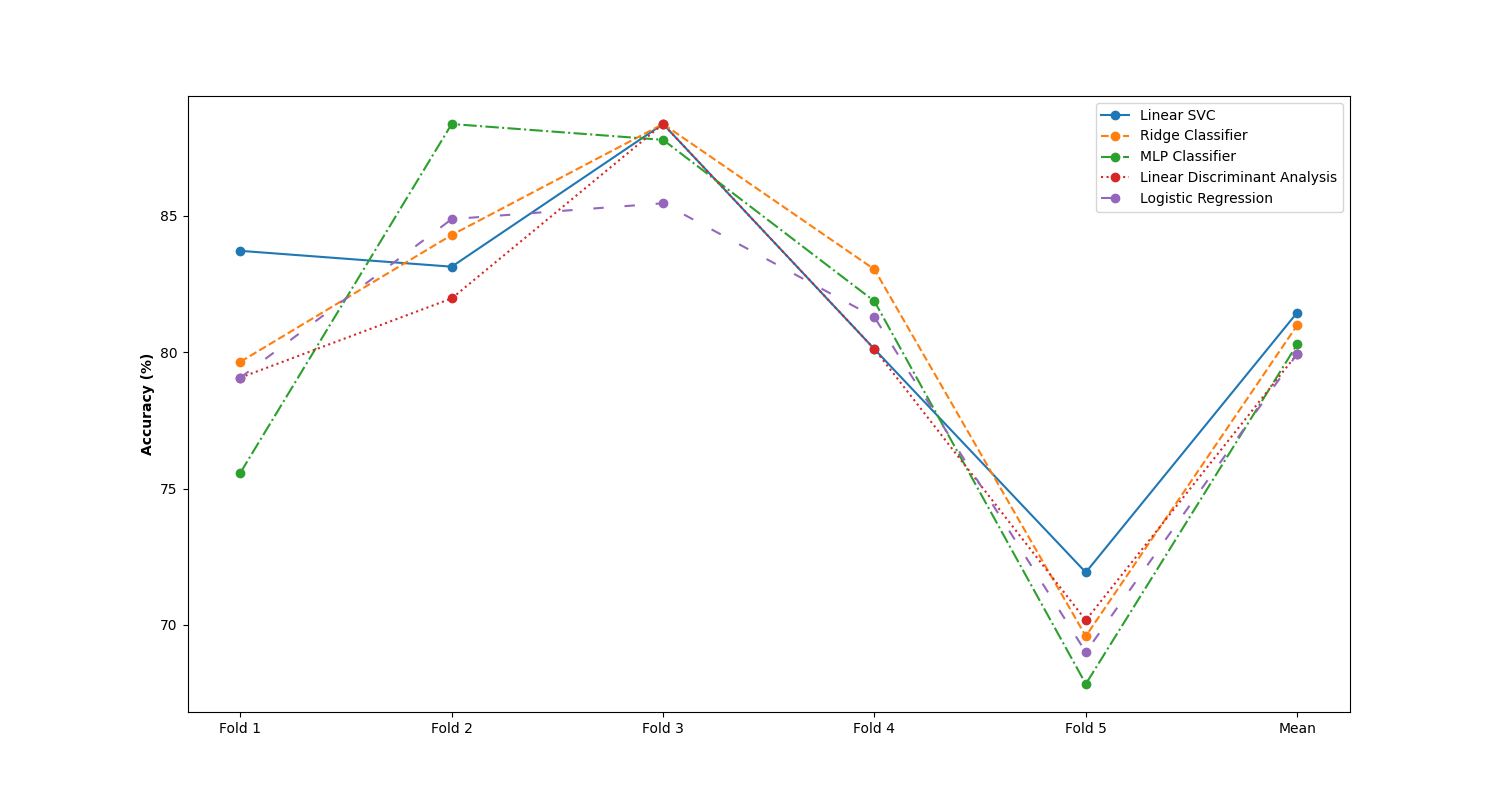 Linear SVC
Ridge Classifier
MLP Classifier
Linear Discriminant Analysis
Logistic Regression
Accuracy (%)
85
80
75
70
Fold 1
Fold 2
Fold 3
Fold 4
Fold 5
Mean